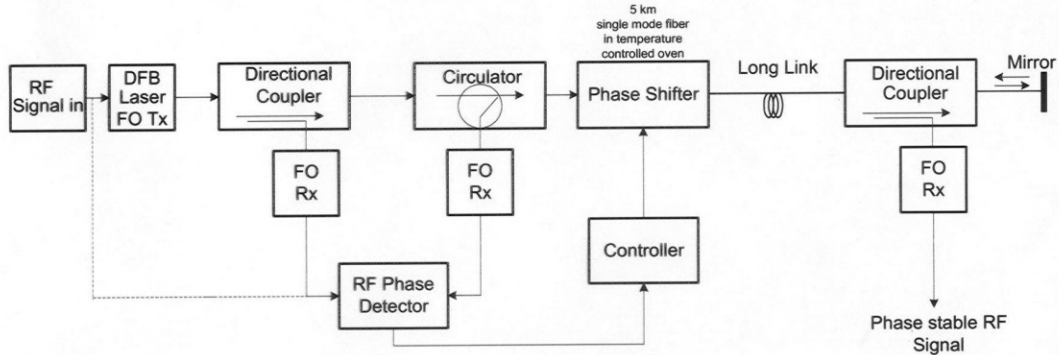 5 km
single mode fiber
in temperature
controlled oven
RF
Signal in
DFB
Laser
FO Tx
Directional
Coupler
Circulator
Phase Shifter
Long Link
Directional
Coupler
Mirror
FO
Rx
FO
Rx
FO
Rx
Controller
RF Phase
Detector
Phase stable RF
Signal